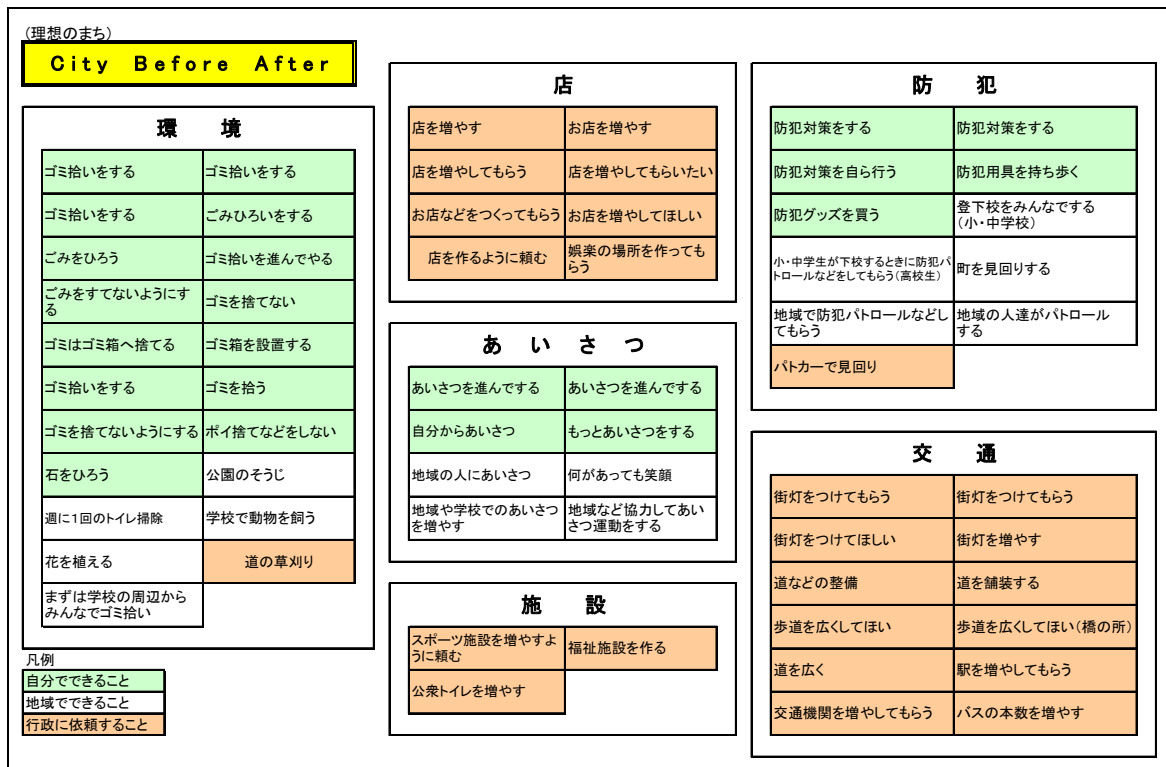 (理想のまち)
City Before After
環 境
ゴミ拾いをする
ゴミ拾いをする
ゴミ拾いをする
ごみひろいをする
ごみをひろう
ゴミ拾いを進んでやる
ごみをすてないようにす
る
ゴミを捨てない
ゴミはゴミ箱へ捨てる
ゴミ箱を設置する
ゴミ拾いをする
ゴミを拾う
ゴミを捨てないようにする
ポイ捨てなどをしない
石をひろう
公園のそうじ
週に1回のトイレ掃除
学校で動物を飼う
花を植える
道の草刈り
まずは学校の周辺から
みんなでゴミ拾い
凡例
自分でできること
地域でできること
行政に依頼すること
店
店を増やす
お店を増やす
店を増やしてもらう
店を増やしてもらいたい
お店などをつくってもらう
お店を増やしてほしい
店を作るように頼む
娯楽の場所を作っても
らう
あ い さ つ
あいさつを進んでする
あいさつを進んでする
自分からあいさつ
もっとあいさつをする
地域の人にあいさつ
何があっても笑顔
地域や学校でのあいさつ
を増やす
地域など協力してあい
さつ運動をする
施 設
スポーツ施設を増やすよ
うに頼む
福祉施設を作る
公衆トイレを増やす
防 犯
防犯対策をする
防犯対策をする
防犯対策を自ら行う
防犯用具を持ち歩く
防犯グッズを買う
登下校をみんなでする
(小・中学校)
小・中学生が下校するときに防犯パ
トロールなどをしてもらう(高校生)
町を見回りする
地域で防犯パトロールなどし
てもらう
地域の人達がパトロール
する
パトカーで見回り
交 通
街灯をつけてもらう
街灯をつけてもらう
街灯をつけてほしい
街灯を増やす
道などの整備
道を舗装する
歩道を広くしてほい
歩道を広くしてほい(橋の所)
道を広く
駅を増やしてもらう
交通機関を増やしてもらう
バスの本数を増やす